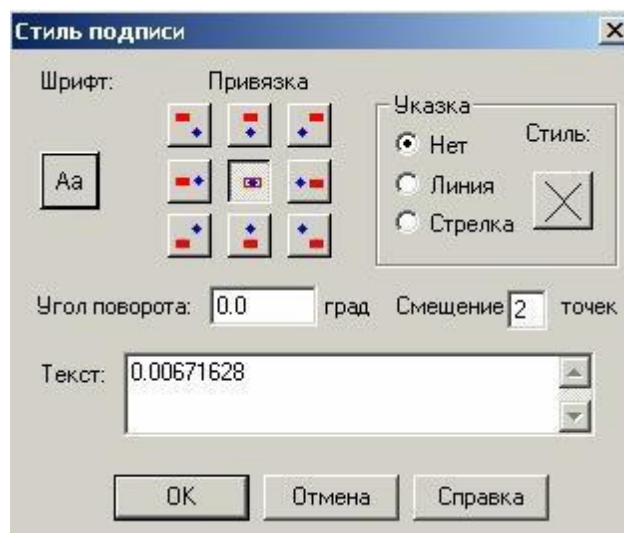 Стиль подписи
Шрифт: Привязка
Указка
Aa
Нет
Стиль:
Линия
Стрелка
Угол поворота: 0.0 град Смещение 2 точек
Текст: 0.00671628
OK Отмена Справка